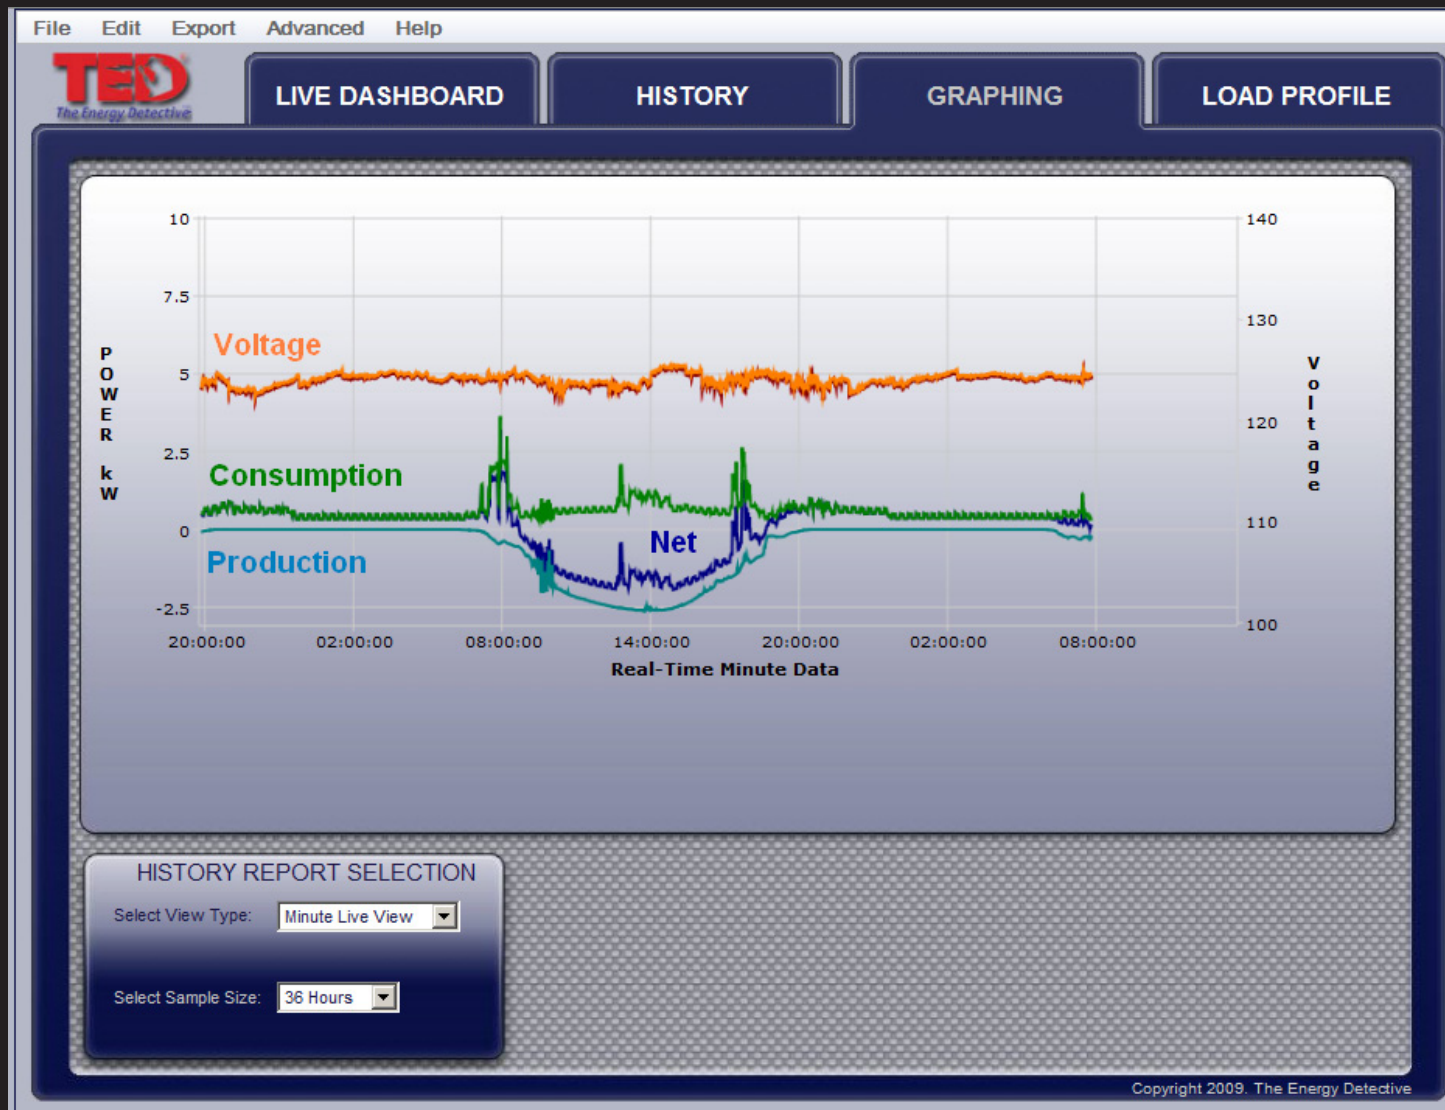 File Edit Export Advanced Help
TED
The Energy Detective
LIVE DASHBOARD
HISTORY
GRAPHING
LOAD PROFILE
10
7.5
5
2.5
0
-2.5
POWER kW
140
130
120
110
100
Voltage
Voltage
Consumption
Net
Production
20:00:00 02:00:00 08:00:00 14:00:00 20:00:00 02:00:00 08:00:00
Real-Time Minute Data
HISTORY REPORT SELECTION
Select View Type: Minute Live View
Select Sample Size: 36 Hours
Copyright 2009. The Energy Detective